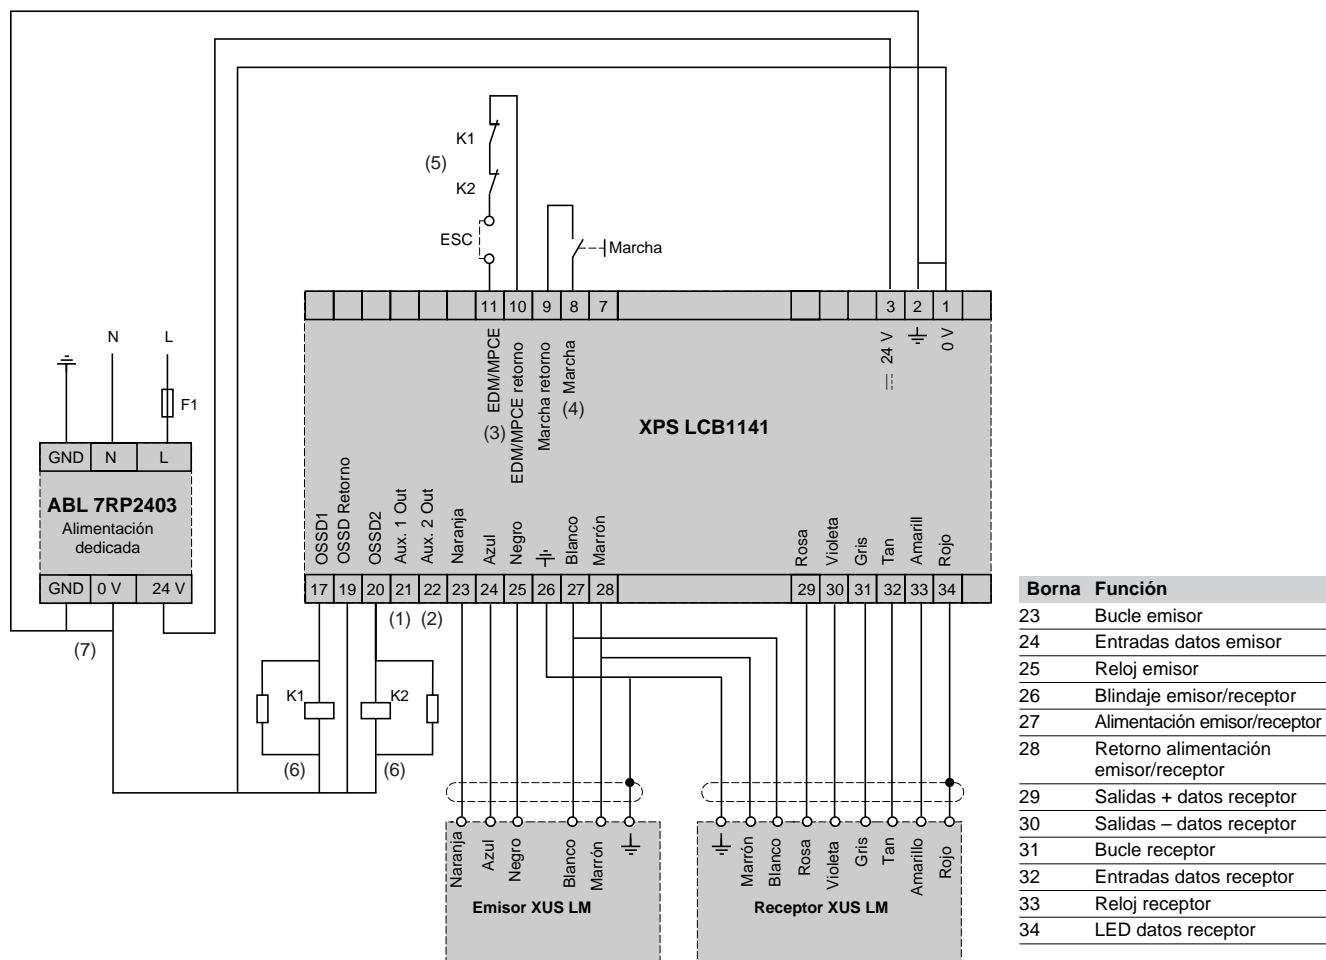 K1
(5)
K2
ESC
Marcha
11 10 9 8 7 3 2 1
N L
F1
EDM/MPCE
(3)
EDM/MPCE retorno
Marcha retorno
Marcha
(4)
24 V
0 V
XPS LCB1141
GND N L
ABL 7RP2403
Alimentación
dedicada
GND 0 V 24 V
(7)
OSSD1
OSSD Retorno
OSSD2
Aux. 1 Out
Aux. 2 Out
Naranja
Azul
Negro
Blanco
Marrón
Rosa
Violeta
Gris
Tan
Amarill
Rojo
17 19 20 21 22 23 24 25 26 27 28 29 30 31 32 33 34
(1) (2)
K1 K2
(6) (6)
Naranja
Azul
Negro
Blanco
Marrón
Emisor XUS LM
Marrón
Blanco
Rosa
Violeta
Gris
Tan
Amarillo
Rojo
Receptor XUS LM
Borna Función
23 Bucle emisor
24 Entradas datos emisor
25 Reloj emisor
26 Blindaje emisor/receptor
27 Alimentación emisor/receptor
28 Retorno alimentación
emisor/receptor
29 Salidas + datos receptor
30 Salidas – datos receptor
31 Bucle receptor
32 Entradas datos receptor
33 Reloj receptor
34 LED datos receptor